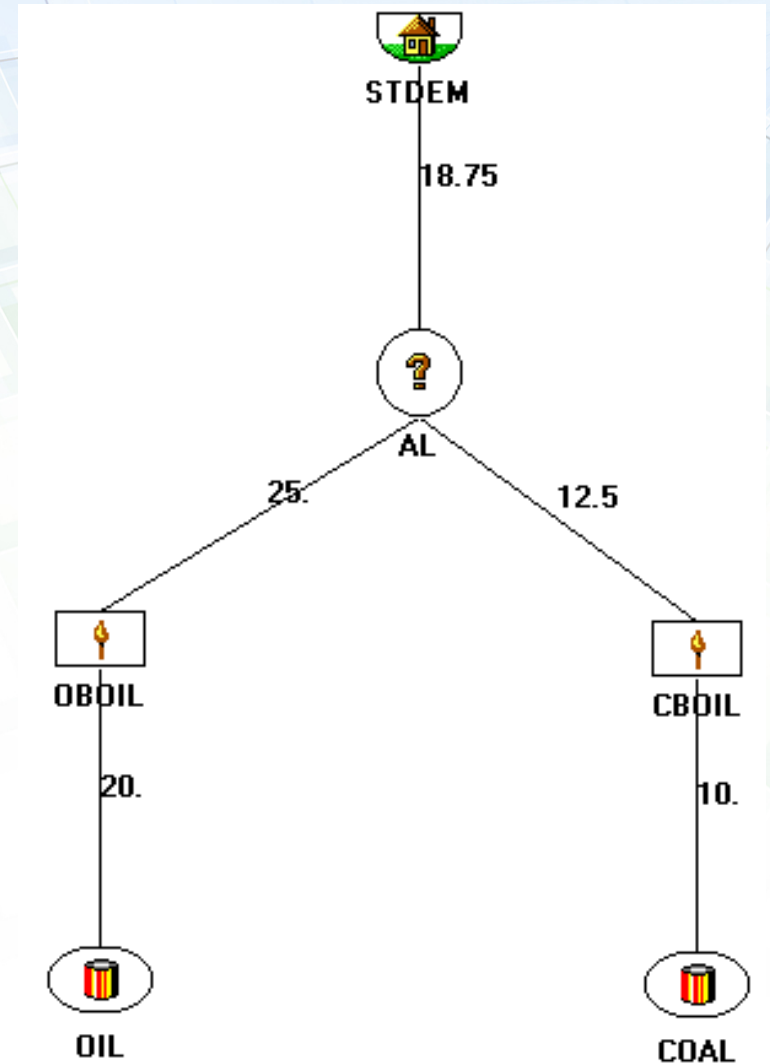 STDEM
18.75
?
AL
25.
12.5
OBOIL
CBOIL
20.
10.
OIL
COAL